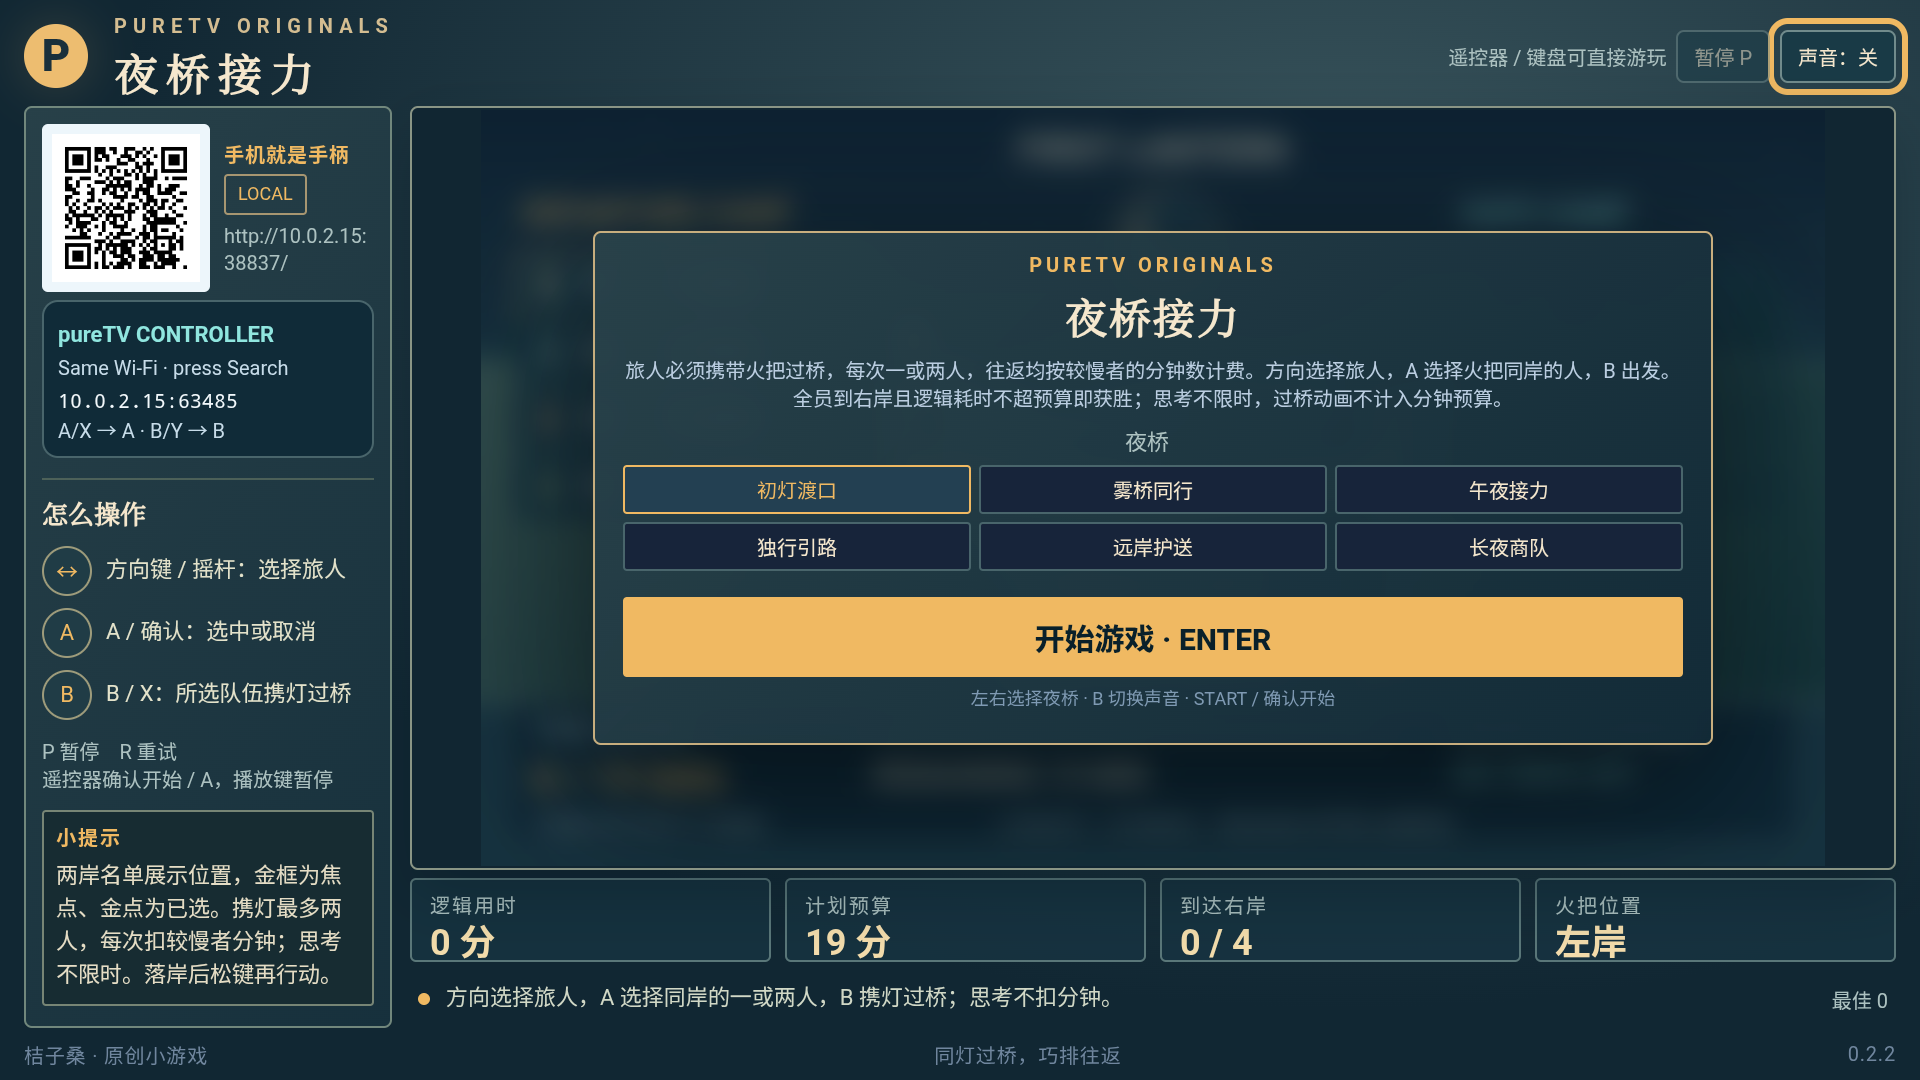 P
PURETV ORIGINALS
夜桥接力
遥控器 / 键盘可直接游玩
暂停 P
声音：关
手机就是手柄
LOCAL
http://10.0.2.15:
38837/
pureTV CONTROLLER
Same Wi-Fi · press Search
10.0.2.15:63485
A/X → A · B/Y → B
怎么操作
↔ 方向键 / 摇杆：选择旅人
A A / 确认：选中或取消
B B / X：所选队伍携灯过桥
P 暂停 R 重试
遥控器确认开始 / A，播放键暂停
小提示
两岸名单展示位置，金框为焦
点、金点为已选。携灯最多两
人，每次扣较慢者分钟；思考
不限时。落岸后松键再行动。
PURETV ORIGINALS
夜桥接力
旅人必须携带火把过桥，每次一或两人，往返均按较慢者的分钟数计费。方向选择旅人，A 选择火把同岸的人，B 出发。
全员到右岸且逻辑耗时不超预算即获胜；思考不限时，过桥动画不计入分钟预算。
夜桥
初灯渡口
雾桥同行
午夜接力
独行引路
远岸护送
长夜商队
开始游戏 · ENTER
左右选择夜桥 · B 切换声音 · START / 确认开始
逻辑用时
0 分
计划预算
19 分
到达右岸
0 / 4
火把位置
左岸
方向选择旅人，A 选择同岸的一或两人，B 携灯过桥；思考不扣分钟。
最佳 0
桔子桑 · 原创小游戏
同灯过桥，巧排往返
0.2.2